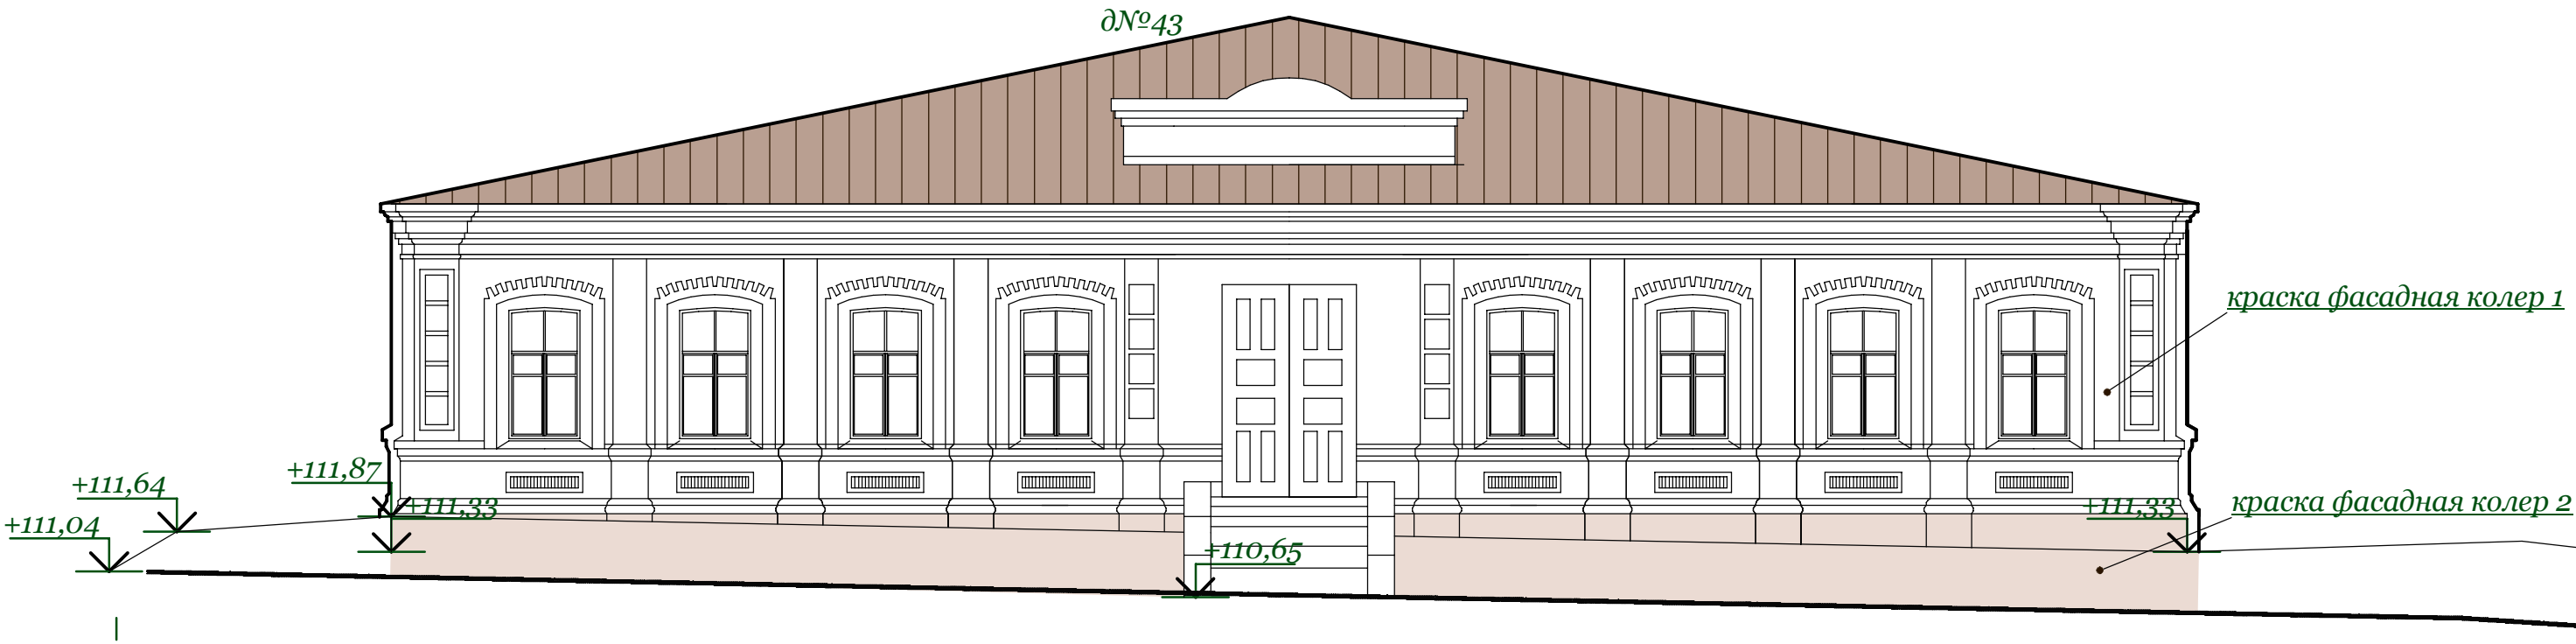 д№43
краска фасадная колер 1
+111,87
+111,64
+111,33
+111,33
краска фасадная колер 2
+111,04
+110,65